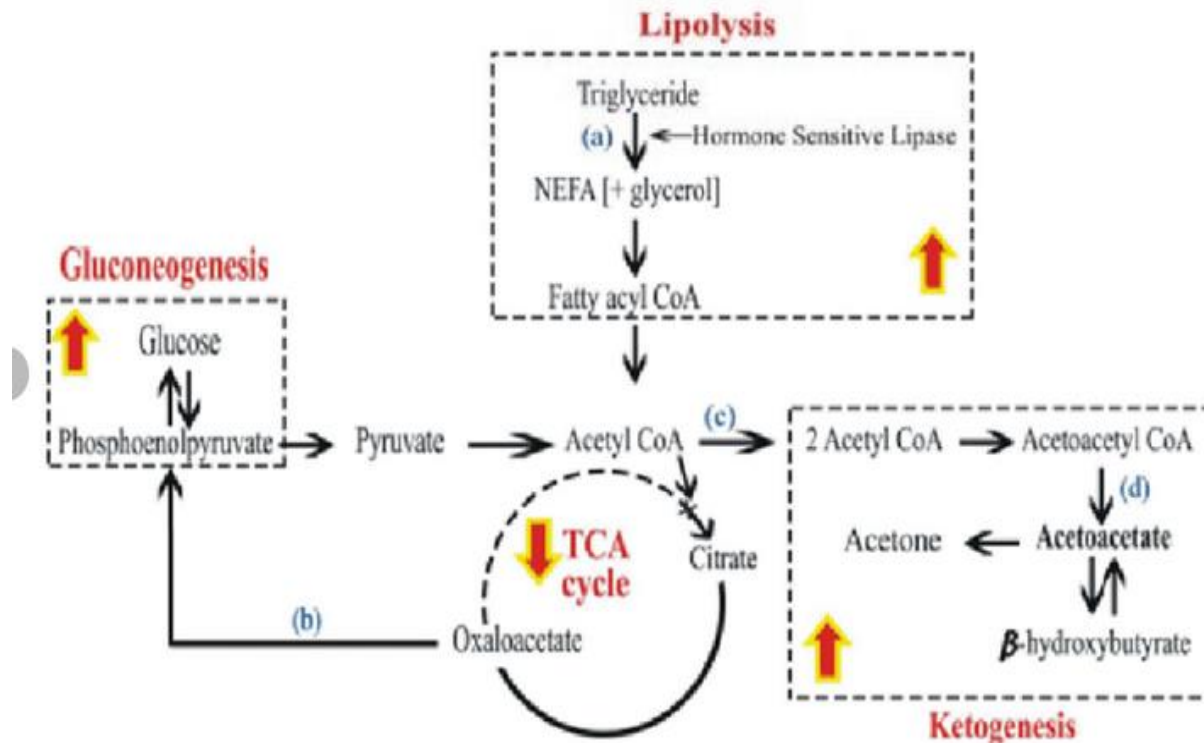 Lipolysis
Triglyceride
(a)
Hormone Sensitive Lipase
NEFA [+ glycerol]
Fatty acyl CoA
Gluconeogenesis
Glucose
Phosphoenolpyruvate
Pyruvate
Acetyl CoA
(c)
2 Acetyl CoA
Acetoacetyl CoA
(d)
Acetone
Acetoacetate
β-hydroxybutyrate
Ketogenesis
TCA
cycle
Citrate
Oxaloacetate
(b)